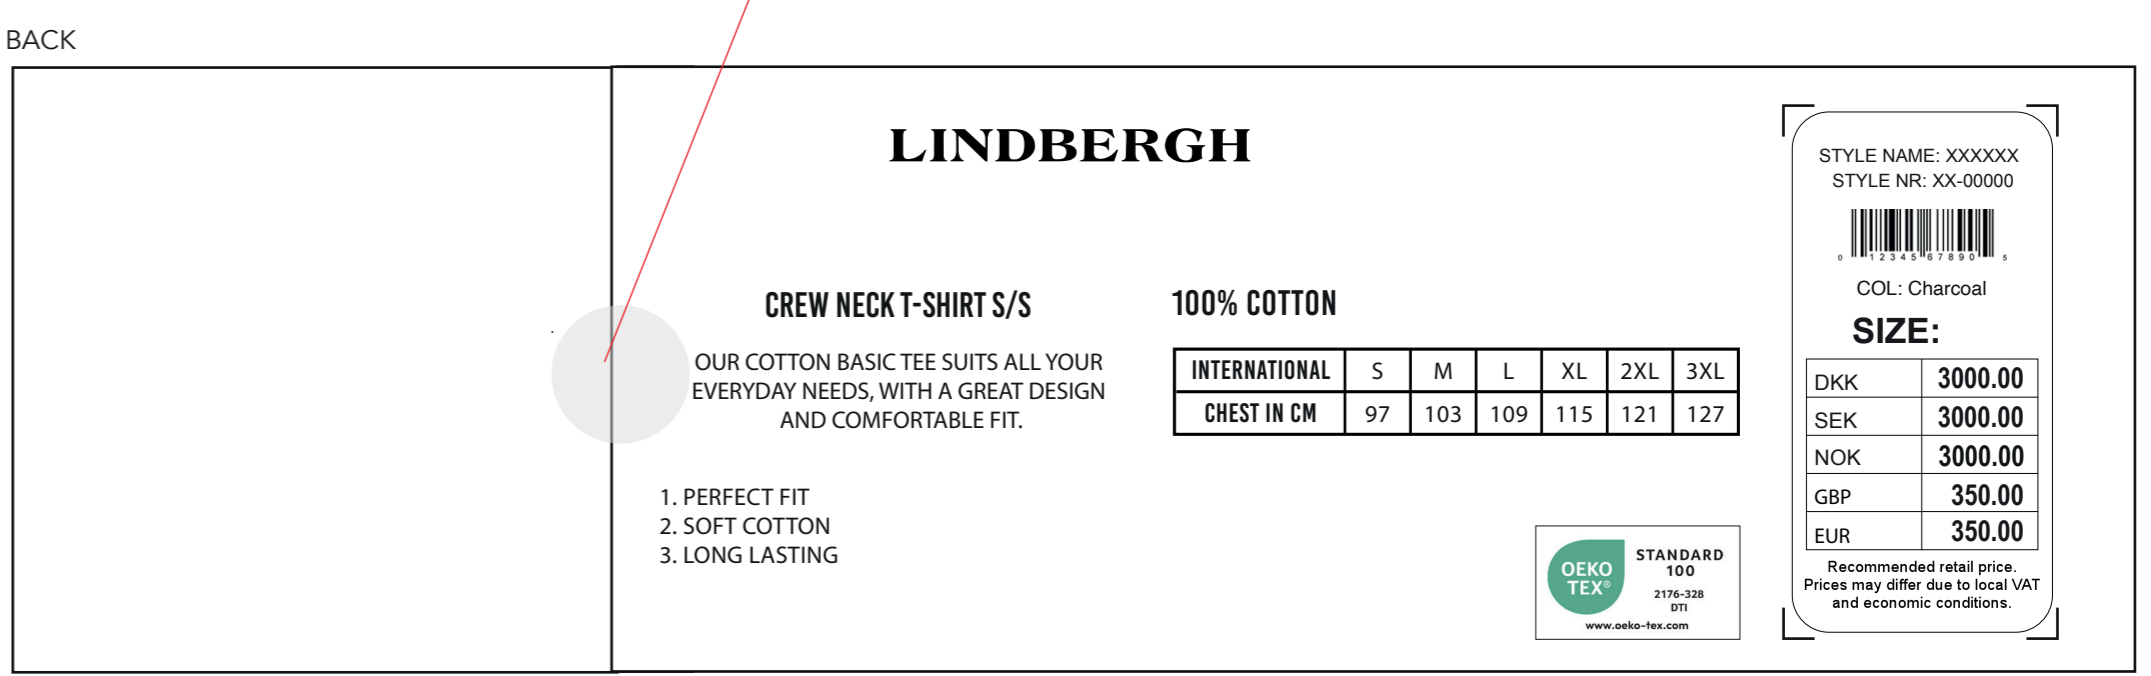 BACK
LINDBERGH
CREW NECK T-SHIRT S/S
OUR COTTON BASIC TEE SUITS ALL YOUR
EVERYDAY NEEDS, WITH A GREAT DESIGN
AND COMFORTABLE FIT.
1. PERFECT FIT
2. SOFT COTTON
3. LONG LASTING
100% COTTON
INTERNATIONAL S M L XL 2XL 3XL
CHEST IN CM 97 103 109 115 121 127
OEKO
TEX®
STANDARD
100
2176-328
DTI
www.oeko-tex.com
STYLE NAME: XXXXXX
STYLE NR: XX-00000
0 12345 67890 5
COL: Charcoal
SIZE:
DKK 3000.00
SEK 3000.00
NOK 3000.00
GBP 350.00
EUR 350.00
Recommended retail price.
Prices may differ due to local VAT
and economic conditions.